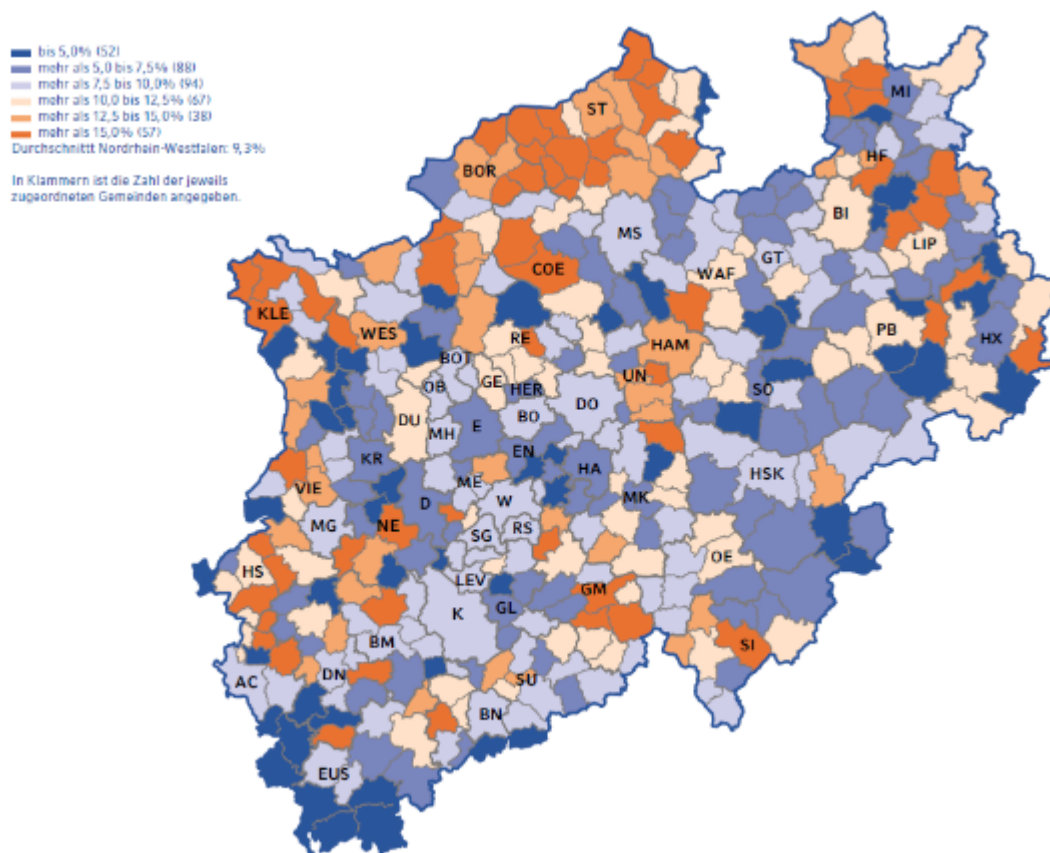 bis 5,0% (52)
mehr als 5,0 bis 7,5% (88)
mehr als 7,5 bis 10,0% (94)
mehr als 10,0 bis 12,5% (67)
mehr als 12,5 bis 15,0% (38)
mehr als 15,0% (57)
Durchschnittt Nordrhein-Westfalen: 9,3%
In Klammern ist die Zahl der jeweils
zugeordneten Gemeinden angegeben.
MI
ST
HF
BOR
BI
MS
LIP
GT
COE
WAF
KLE
WES
RE
HAM
PB
HX
BOT
OB
GE
HER
UN
SO
DU
BO
DO
MH
E
KR
EN
HA
HSK
ME
VIE
W
MK
D
MG
NE
SG
RS
OE
HS
LEV
GM
K
GL
BM
SI
AC
DN
SU
BN
EUS